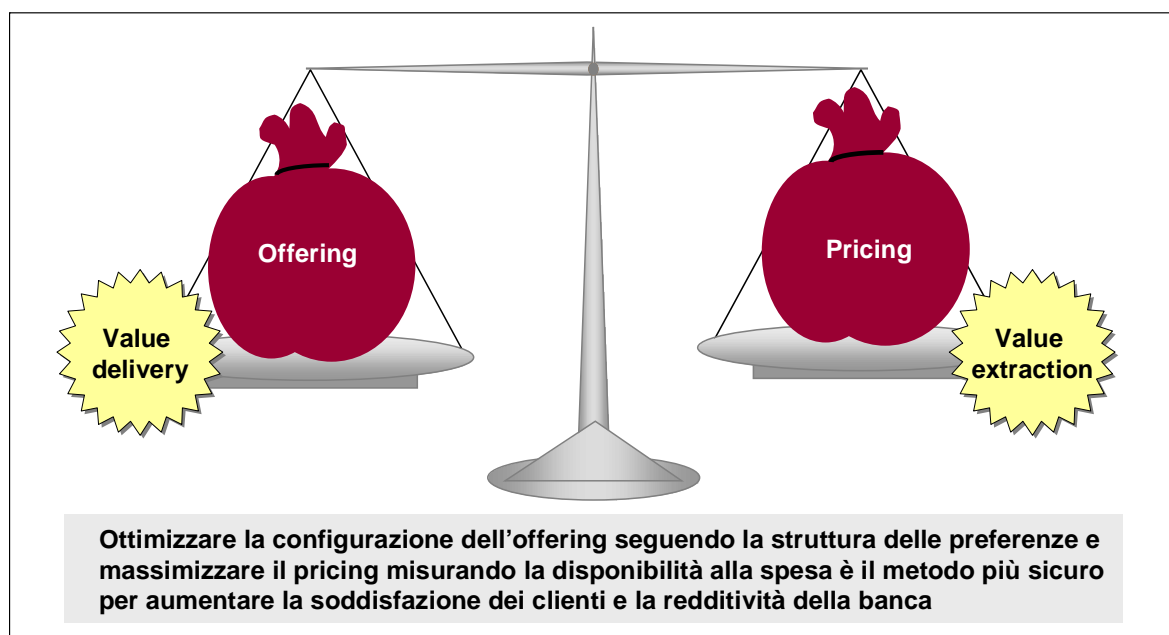 Offering
Pricing
Value
delivery
Value
extraction
Ottimizzare la configurazione dell’offering seguendo la struttura delle preferenze e
massimizzare il pricing misurando la disponibilità alla spesa è il metodo più sicuro
per aumentare la soddisfazione dei clienti e la redditività della banca